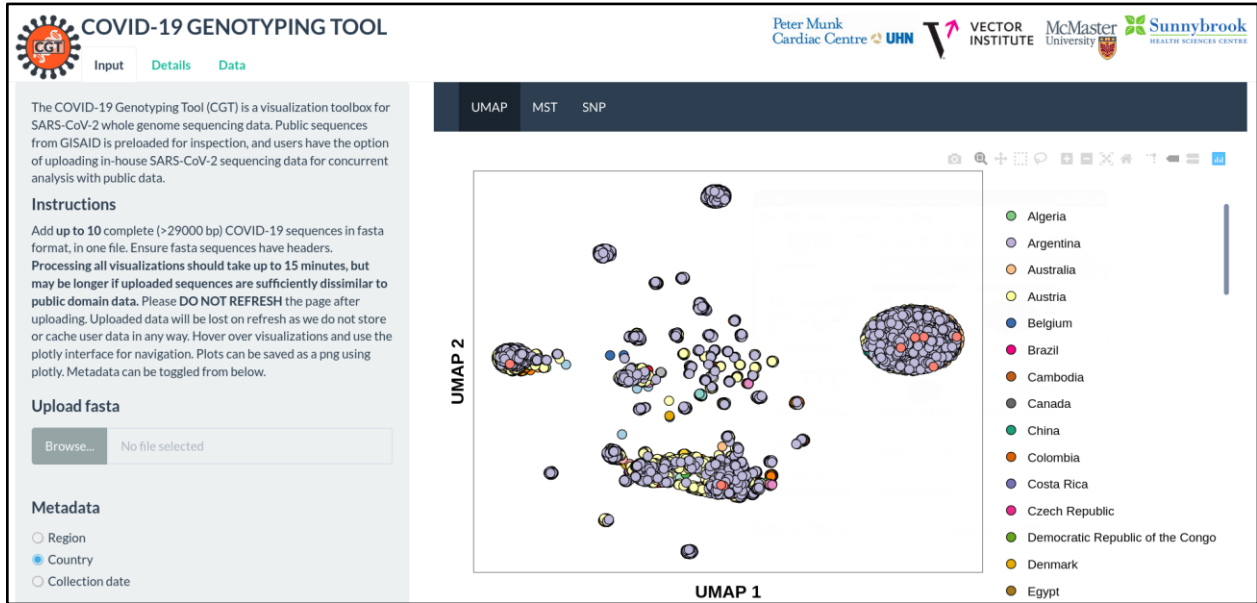 COVID-19 GENOTYPING TOOL
CGT
Input Details Data
Peter Munk
Cardiac Centre UHN
VECTOR
INSTITUTE
McMaster
University
Sunnybrook
HEALTH SCIENCES CENTRE
The COVID-19 Genotyping Tool (CGT) is a visualization toolbox for
SARS-CoV-2 whole genome sequencing data. Public sequences
from GISAID is preloaded for inspection, and users have the option
of uploading in-house SARS-CoV-2 sequencing data for concurrent
analysis with public data.
Instructions
Add up to 10 complete (>29000 bp) COVID-19 sequences in fasta
format, in one file. Ensure fasta sequences have headers.
Processing all visualizations should take up to 15 minutes, but
may be longer if uploaded sequences are sufficiently dissimilar to
public domain data. Please DO NOT REFRESH the page after
uploading. Uploaded data will be lost on refresh as we do not store
or cache user data in any way. Hover over visualizations and use the
plotly interface for navigation. Plots can be saved as a png using
plotly. Metadata can be toggled from below.
Upload fasta
Browse... No file selected
Metadata
Region
Country
Collection date
UMAP MST SNP
UMAP 2
UMAP 1
Algeria
Argentina
Australia
Austria
Belgium
Brazil
Cambodia
Canada
China
Colombia
Costa Rica
Czech Republic
Democratic Republic of the Congo
Denmark
Egypt